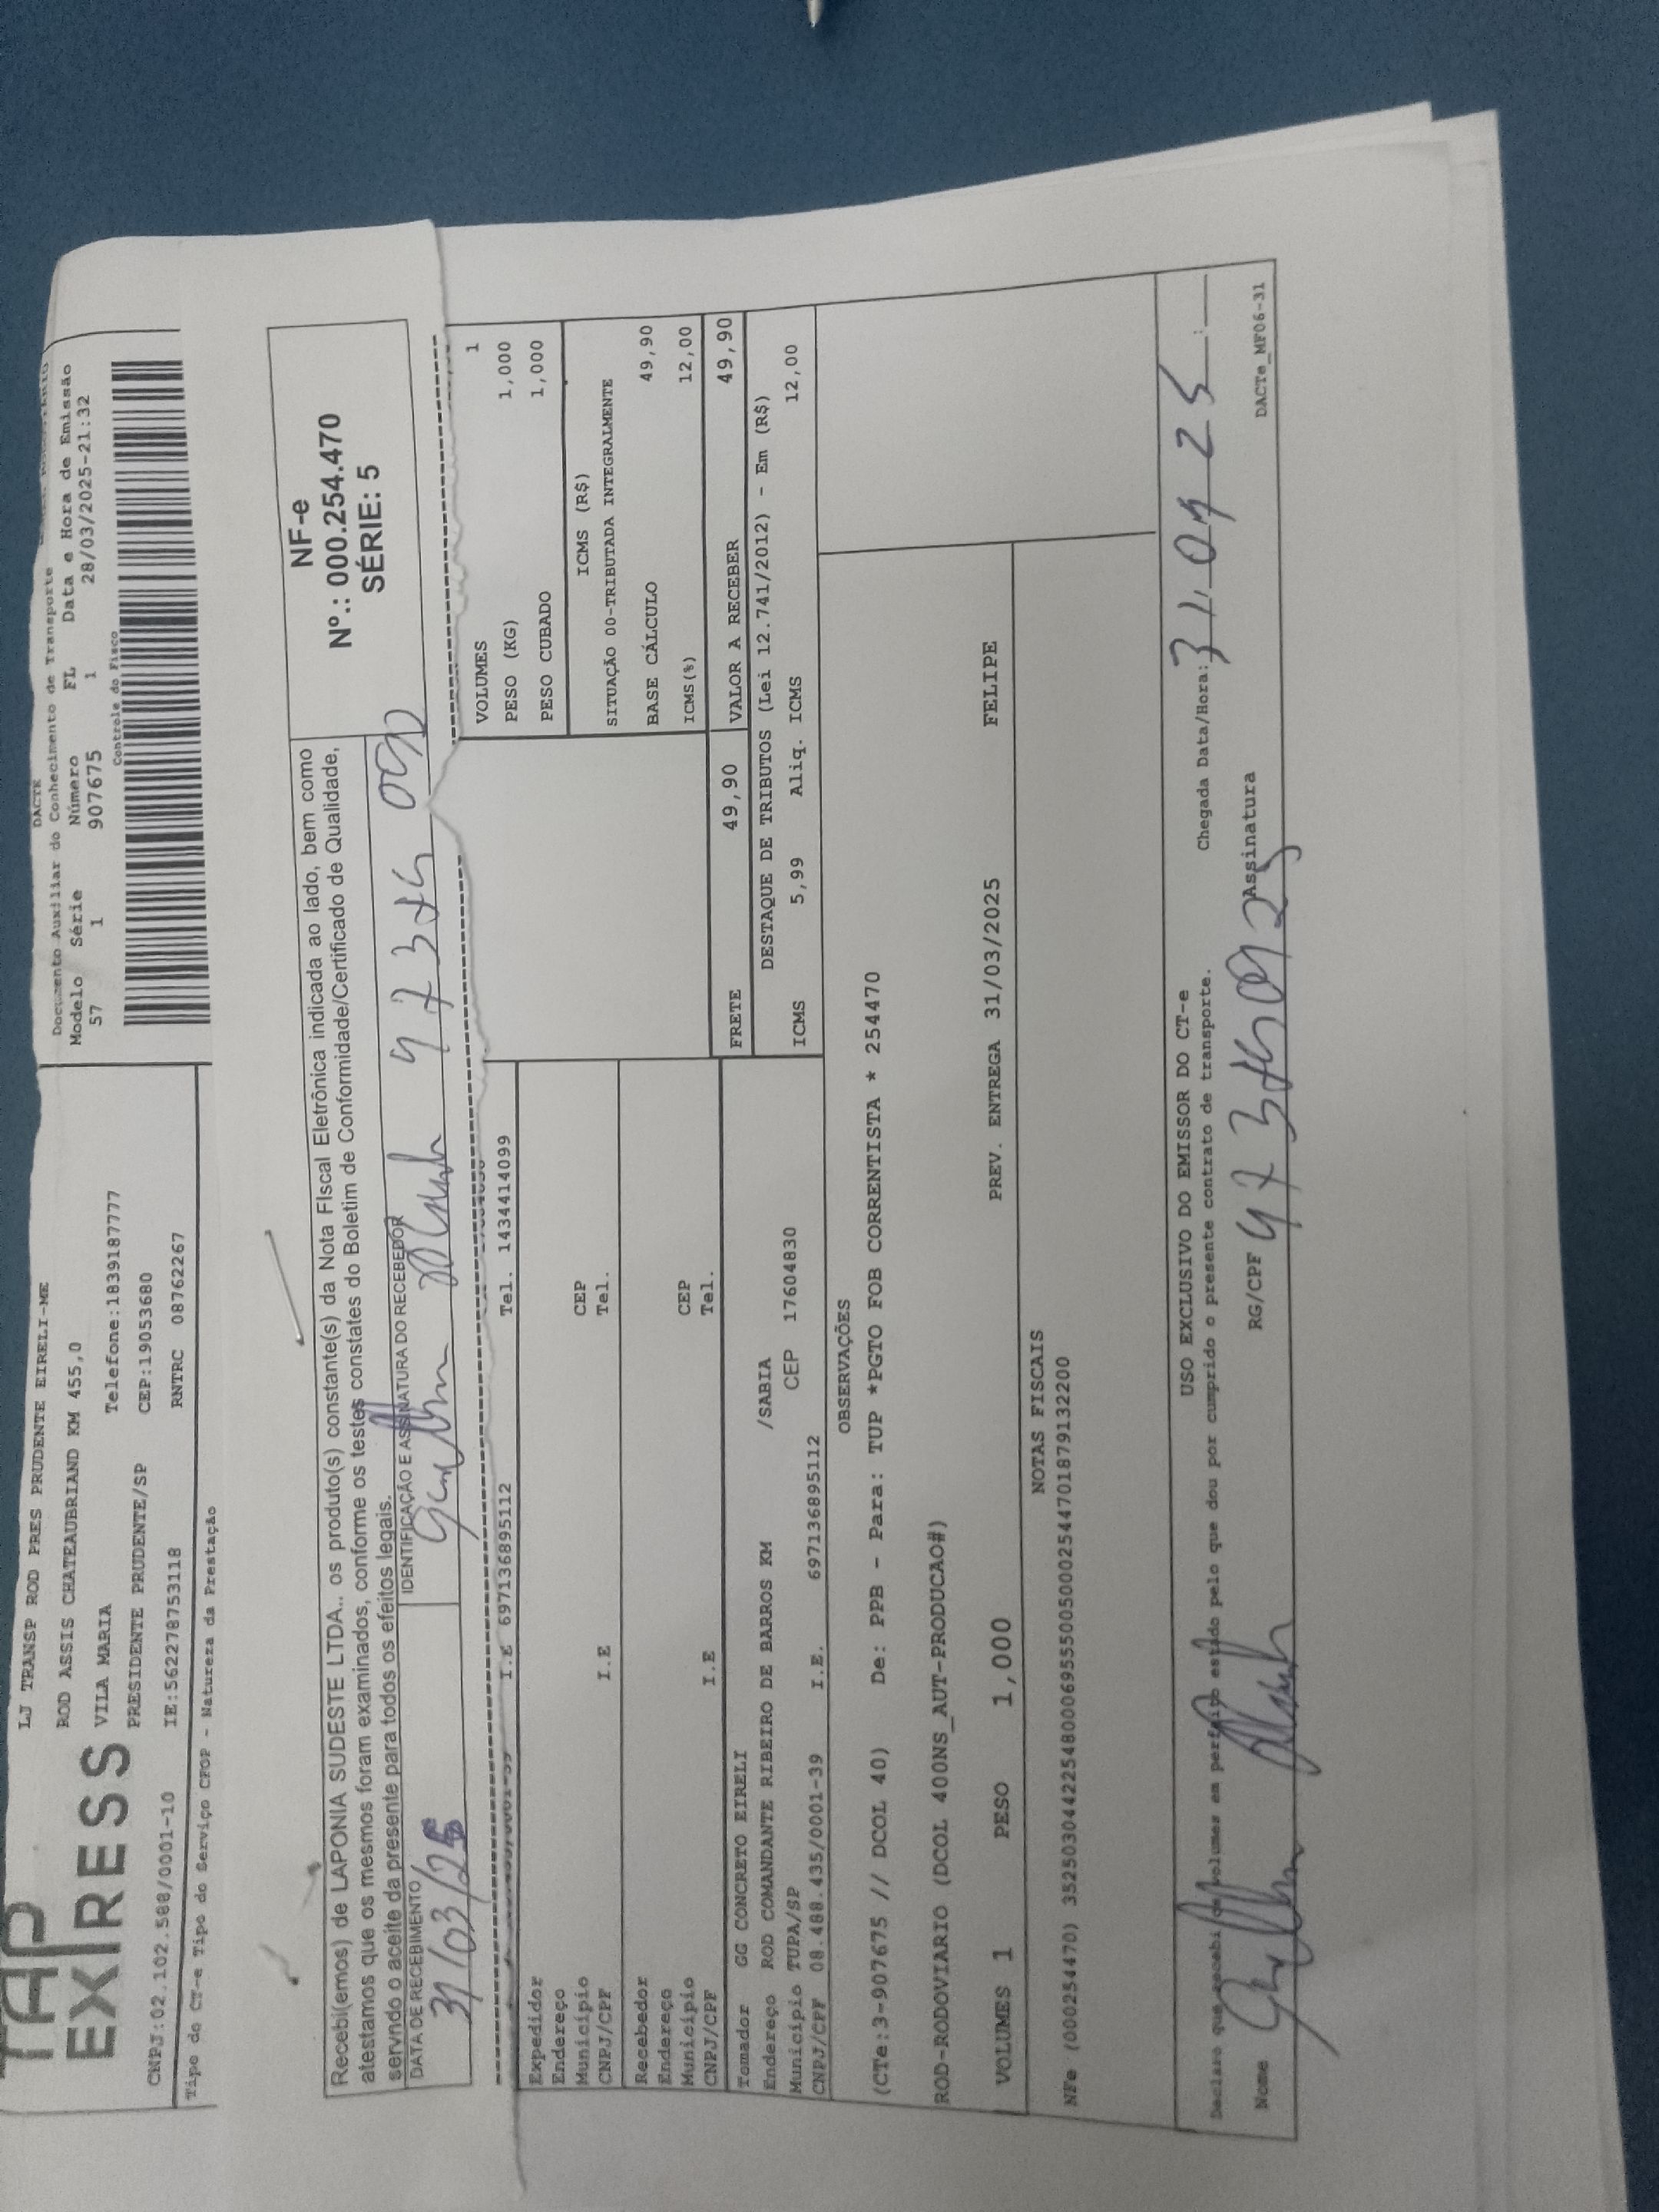 TAP
EXPRESS
LJ TRANSP ROD PRES PRUDENTE EIRELI-ME
ROD ASSIS CHATEAUBRIAND KM 455,0
VILA MARIA Telefone:1839187777
PRESIDENTE PRUDENTE/SP CEP:19053680
CNPJ:02.102.588/0001-10 IE:562278753118 RNTRC 08762267
Tipo do CT-e Tipo do Serviço CFOP - Natureza da Prestação
DACTE
Documento Auxiliar do Conhecimento de Transporte
Modelo Série Número FL Data e Hora de Emissão
57 1 907675 1 28/03/2025-21:32
Controle do Fisco
Recebi(emos) de LAPONIA SUDESTE LTDA.. os produto(s) constante(s) da Nota FIscal Eletrônica indicada ao lado, bem como
atestamos que os mesmos foram examinados, conforme os testes constates do Boletim de Conformidade/Certificado de Qualidade,
servndo o aceite da presente para todos os efeitos legais.
DATA DE RECEBIMENTO IDENTIFICAÇÃO E ASSINATURA DO RECEBEDOR
31/03/25
NF-e
Nº.: 000.254.470
SÉRIE: 5
I.E 697136895112 Tel. 1434414099
Expedidor
Endereço
Município CEP
CNPJ/CPF I.E Tel.
Recebedor
Endereço
Município CEP
CNPJ/CPF I.E Tel.
Tomador GG CONCRETO EIRELI
Endereço ROD COMANDANTE RIBEIRO DE BARROS KM /SABIA
Município TUPA/SP CEP 17604830
CNPJ/CPF 08.488.435/0001-39 I.E. 697136895112
VOLUMES 1
PESO (KG) 1,000
PESO CUBADO 1,000
ICMS (R$)
SITUAÇÃO 00-TRIBUTADA INTEGRALMENTE
BASE CÁLCULO 49,90
ICMS(%) 12,00
FRETE 49,90 VALOR A RECEBER 49,90
DESTAQUE DE TRIBUTOS (Lei 12.741/2012) - Em (R$)
ICMS 5,99 Aliq. ICMS 12,00
OBSERVAÇÕES
(CTe:3-907675 // DCOL 40) De: PPB - Para: TUP *PGTO FOB CORRENTISTA * 254470
ROD-RODOVIARIO (DCOL 400NS_AUT-PRODUCAO#)
VOLUMES 1 PESO 1,000 PREV. ENTREGA 31/03/2025 FELIPE
NOTAS FISCAIS
NFe (000254470) 35250304422548000695550050002544701879132200
USO EXCLUSIVO DO EMISSOR DO CT-e
Declaro que recebi os volumes em perfeito estado pelo que dou por cumprido o presente contrato de transporte. Chegada Data/Hora:
Nome RG/CPF Assinatura
DACTe_MF06-31